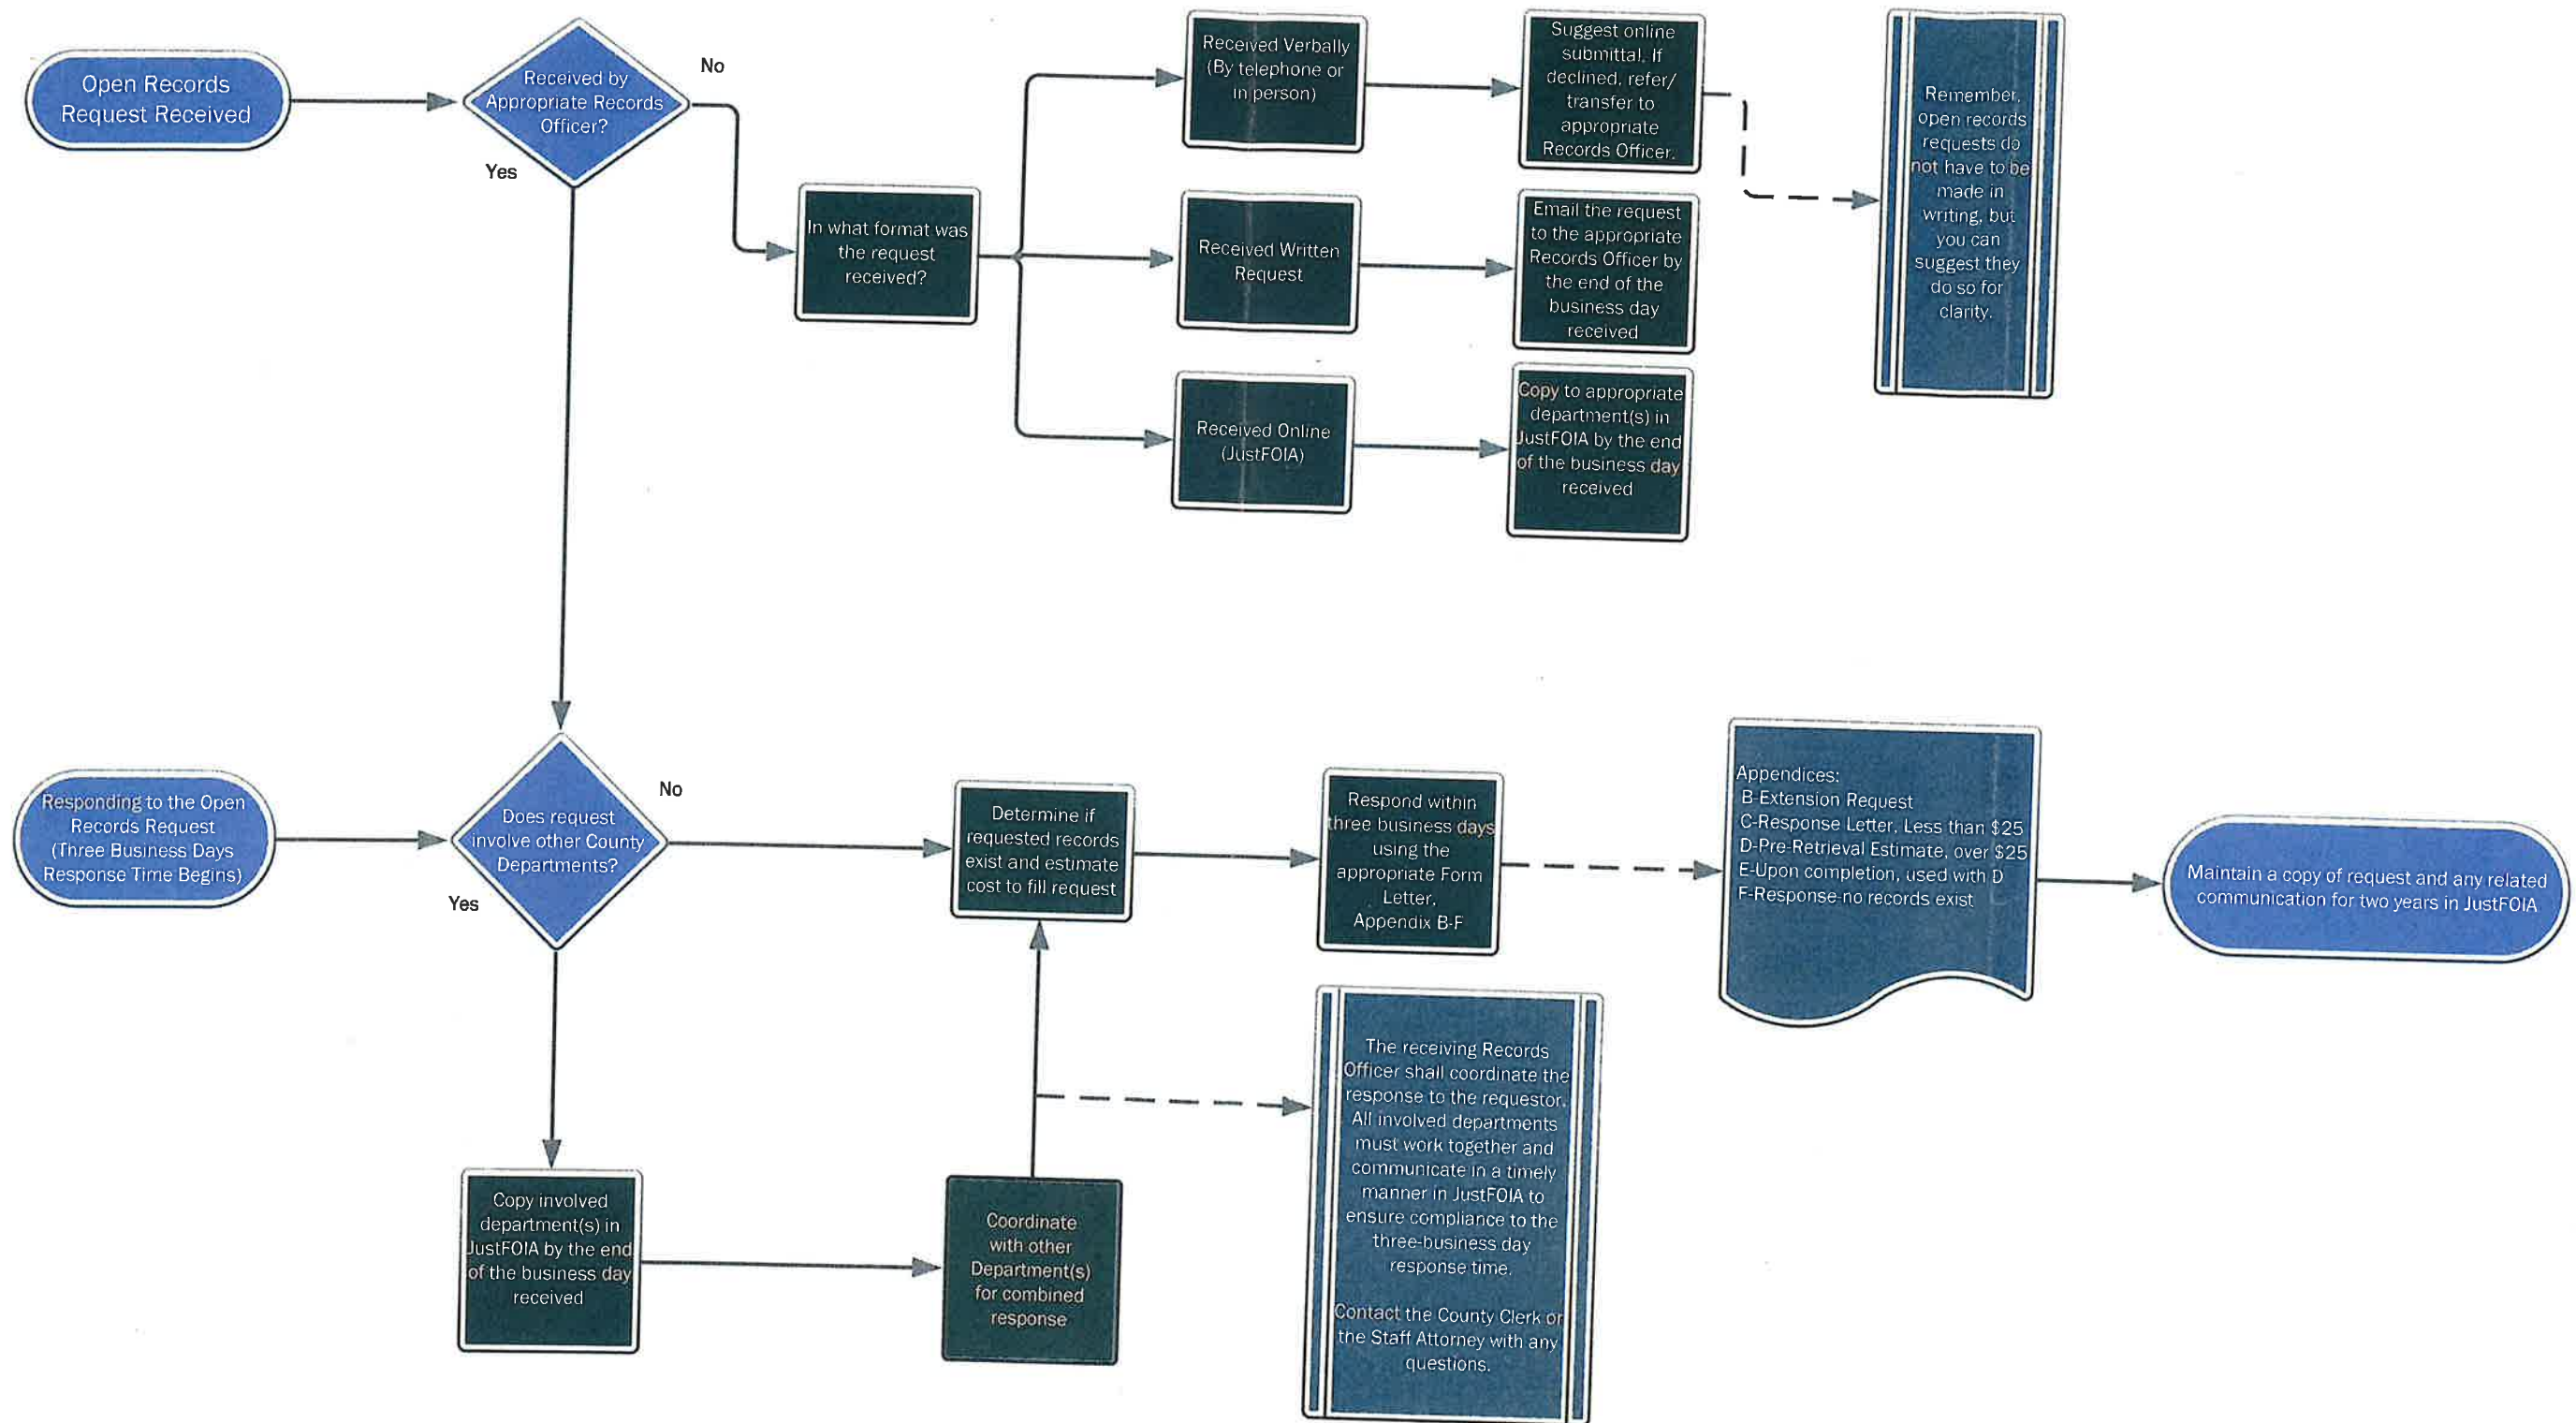 Open Records
Request Received
Received by
Appropriate Records
Officer?
No
Yes
In what format was
the request
received?
Received Verbally
(By telephone or
in person)
Suggest online
submittal, If
declined, refer/
transfer to
appropriate
Records Officer.
Remember,
open records
requests do
not have to be
made in
writing, but
you can
suggest they
do so for
clarity.
Received Written
Request
Email the request
to the appropriate
Records Officer by
the end of the
business day
received
Received Online
(JustFOIA)
Copy to appropriate
department(s) in
JustFOIA by the end
of the business day
received
Responding to the Open
Records Request
(Three Business Days
Response Time Begins)
Does request
involve other County
Departments?
No
Yes
Determine if
requested records
exist and estimate
cost to fill request
Respond within
three business days
using the
appropriate Form
Letter,
Appendix B-F
Appendices:
B-Extension Request
C-Response Letter, Less than $25
D-Pre-Retrieval Estimate, over $25
E-Upon completion, used with D
F-Response-no records exist
Maintain a copy of request and any related
communication for two years in JustFOIA
Copy involved
department(s) in
JustFOIA by the end
of the business day
received
Coordinate
with other
Department(s)
for combined
response
The receiving Records
Officer shall coordinate the
response to the requestor.
All involved departments
must work together and
communicate in a timely
manner in JustFOIA to
ensure compliance to the
three-business day
response time.
Contact the County Clerk or
the Staff Attorney with any
questions.